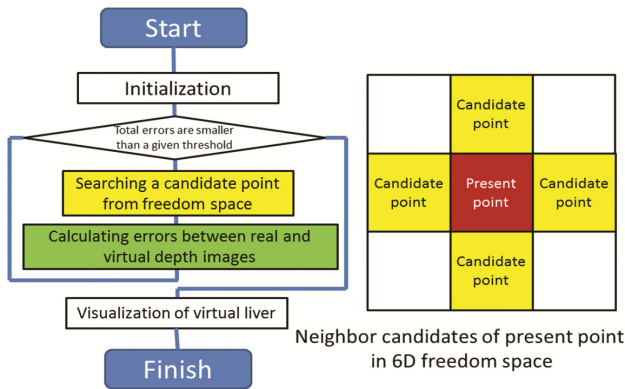 Start
Initialization
Total errors are smaller
than a given threshold
Searching a candidate point
from freedom space
Calculating errors between real and
virtual depth images
Visualization of virtual liver
Finish
Candidate
point
Candidate
point
Present
point
Candidate
point
Candidate
point
Neighbor candidates of present point
in 6D freedom space